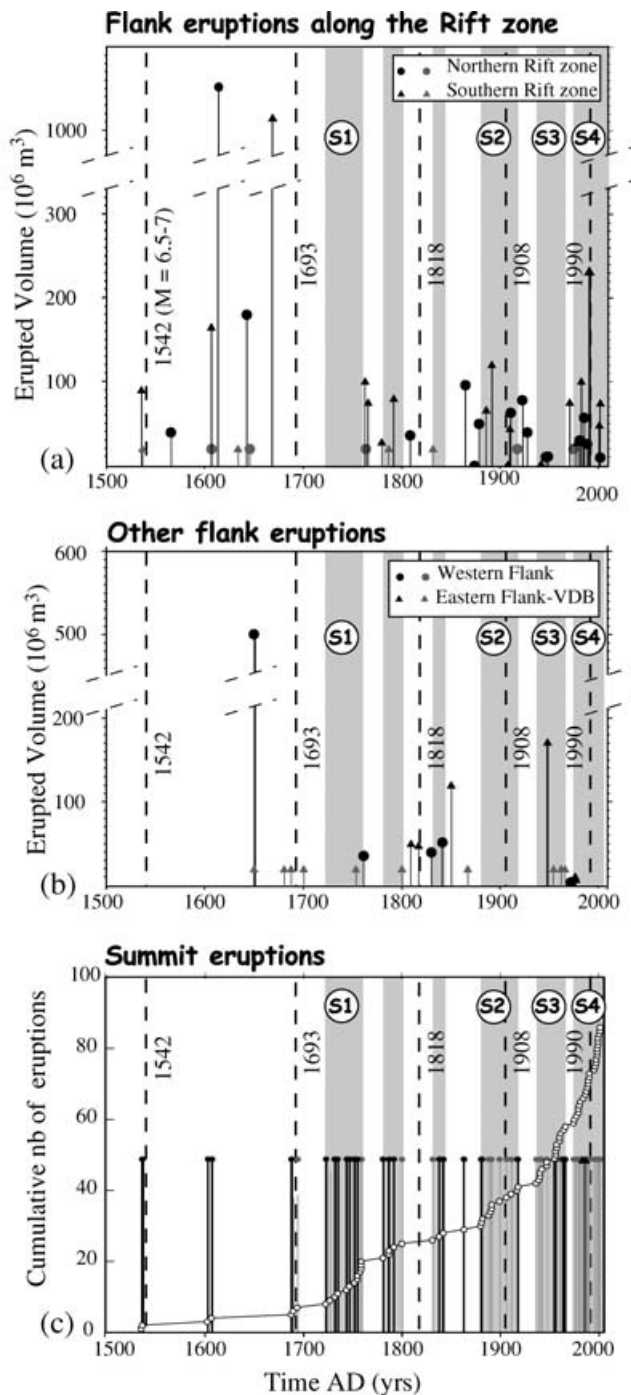 Flank eruptions along the Rift zone
Northern Rift zone
Southern Rift zone
S1 S2 S3 S4
Erupted Volume (10⁶ m³)
1000
300
200
100
1542 (M = 6.5-7)
1693
1818
1908
1990
(a)
1500 1600 1700 1800 1900 2000
Other flank eruptions
Western Flank
Eastern Flank-VDB
S1 S2 S3 S4
Erupted Volume (10⁶ m³)
600
500
200
100
1542
1693
1818
1908
1990
(b)
1500 1600 1700 1800 1900 2000
Summit eruptions
S1 S2 S3 S4
Cumulative nb of eruptions
100
80
60
40
20
0
1542
1693
1818
1908
1990
(c)
1500 1600 1700 1800 1900 2000
Time AD (yrs)